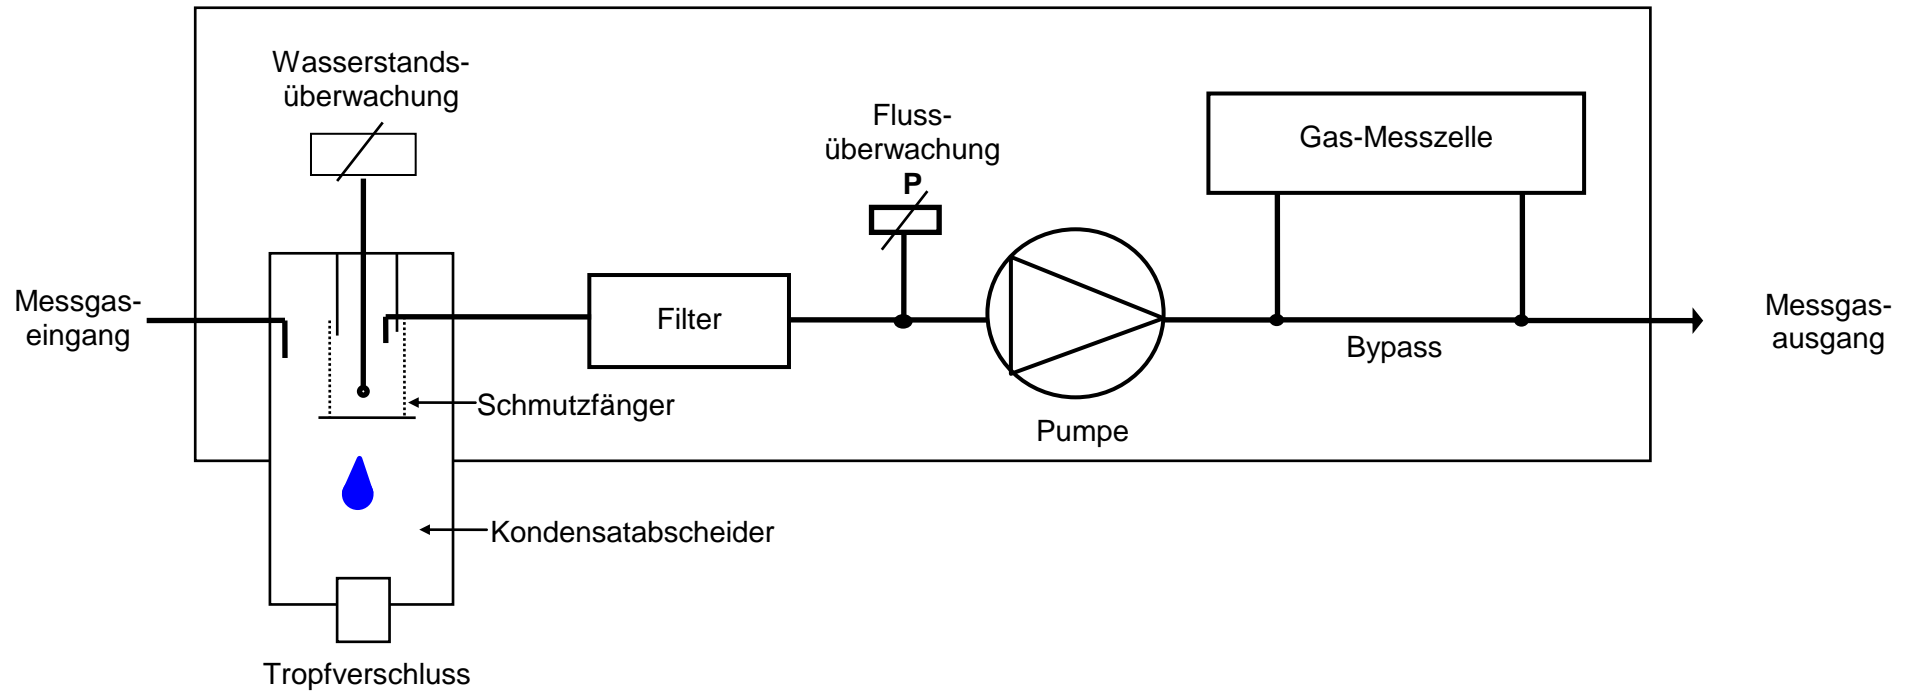 Wasserstands-
überwachung
Fluss-
überwachung
P
Gas-Messzelle
Messgas-
eingang
Filter
Bypass
Messgas-
ausgang
Schmutzfänger
Pumpe
Kondensatabscheider
Tropfverschluss